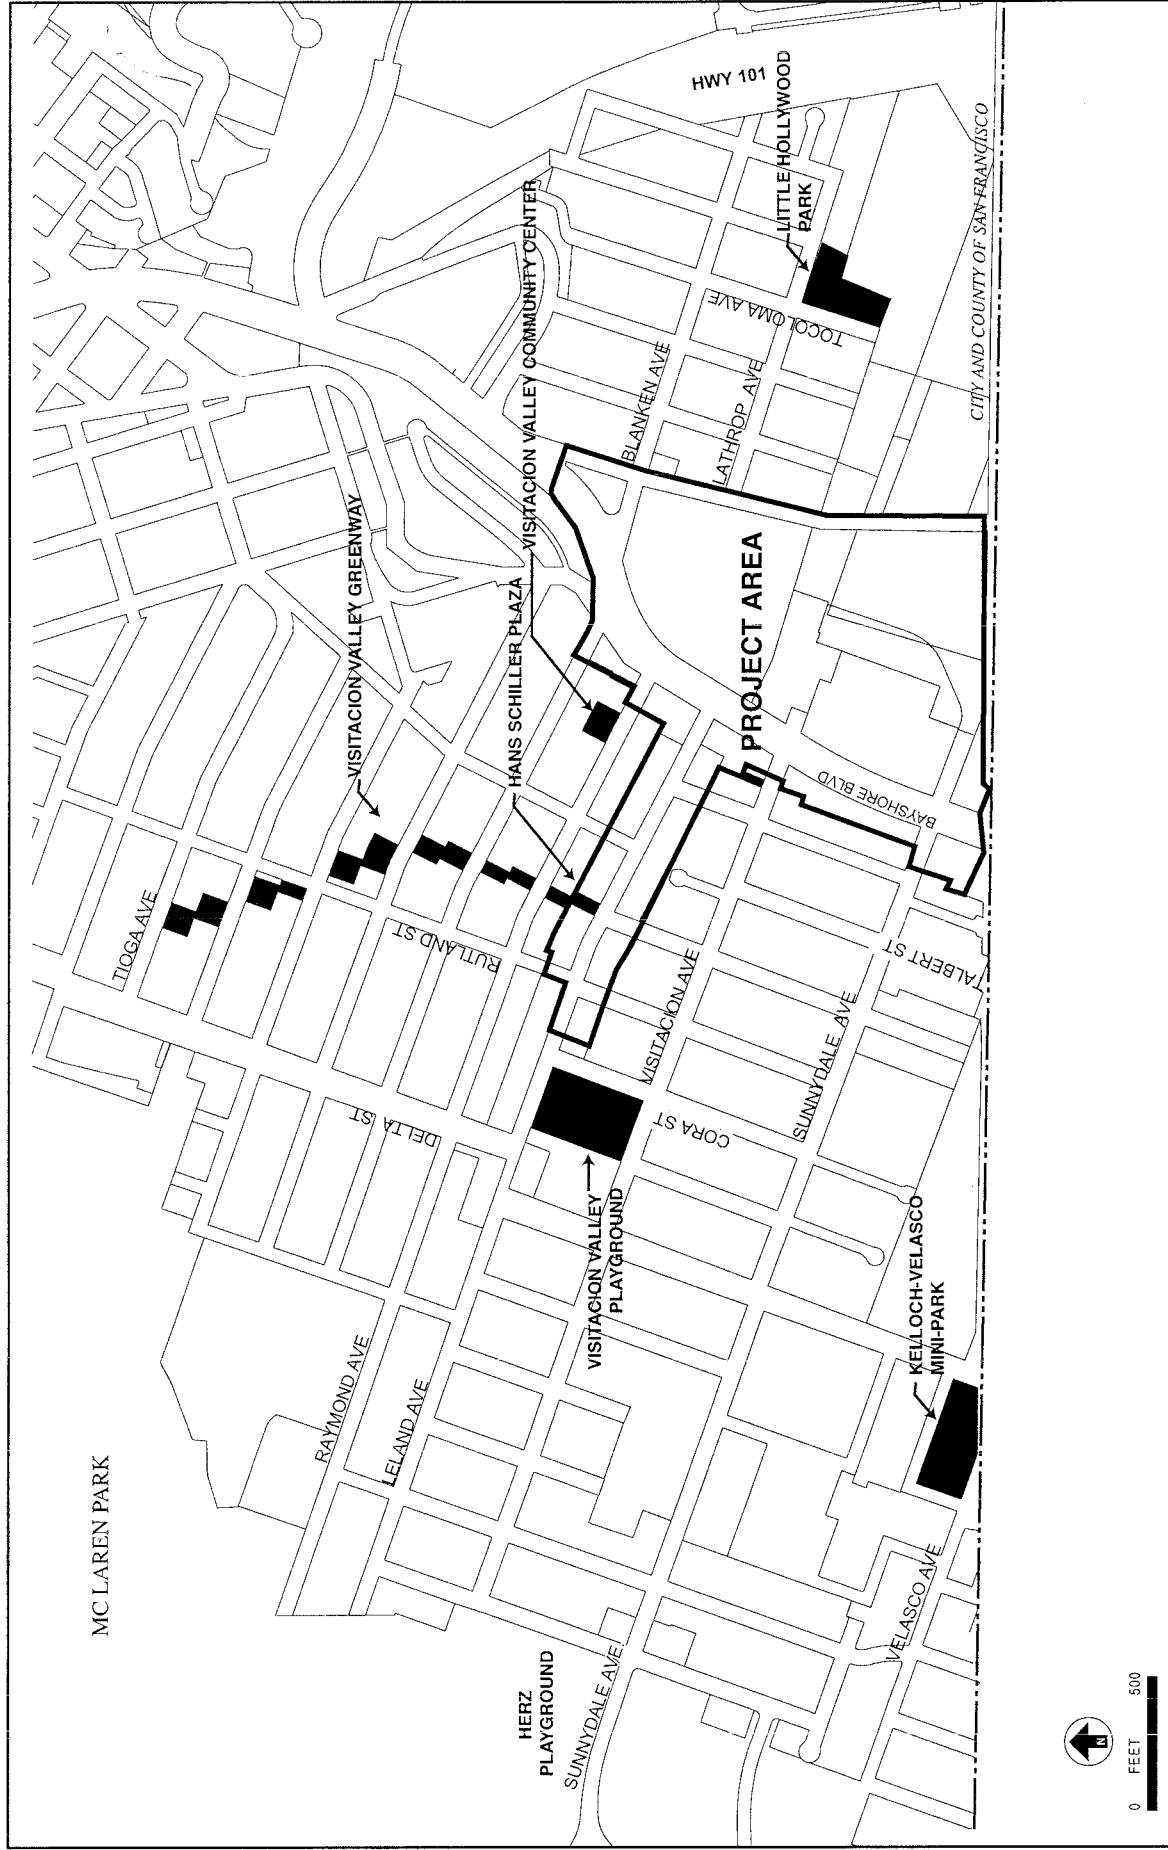 MC LAREN PARK
HWY 101
LITTLE HOLLYWOOD
PARK
CITY AND COUNTY OF SAN FRANCISCO
VISITACION VALLEY COMMUNITY CENTER
VISITACION VALLEY GREENWAY
HANS SCHILLER PLAZA
TOCOLOMA AVE
BLANKEN AVE
LATHROP AVE
PROJECT AREA
BAYSHORE BLVD
TIOGA AVE
RUTLAND ST
VISITACION AVE
TALBERT ST
SUNNYDALE AVE
DELTA ST
CORA ST
VISITACION VALLEY
PLAYGROUND
KELLOCH-VELASCO
MINI-PARK
RAYMOND AVE
LELAND AVE
VELASCO AVE
HERZ
PLAYGROUND
SUNNYDALE AVE
N
0 FEET 500